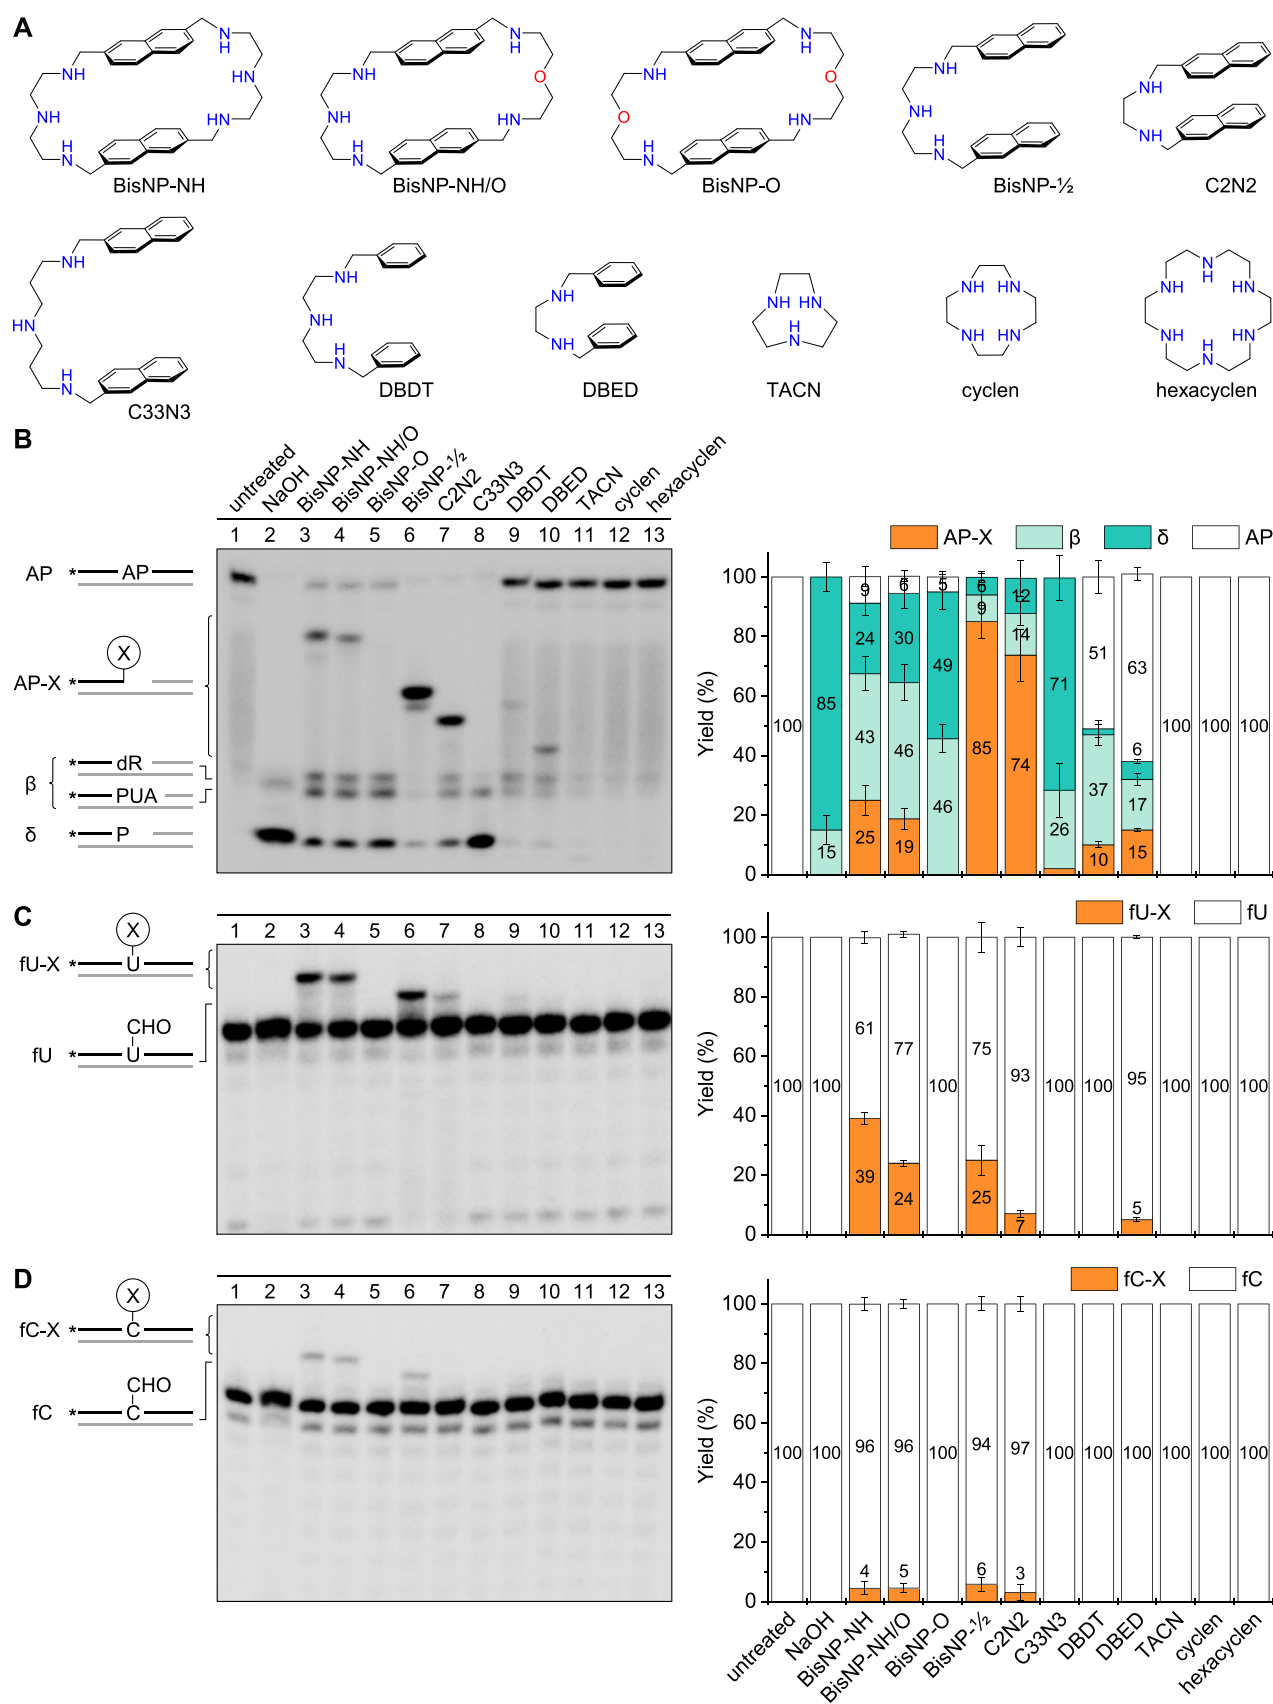 A
NH
H
N
HN
NH
NH
NH
BisNP-NH
NH
NH
NH
NH
O
NH
BisNP-NH/O
NH
NH
O
O
NH
NH
BisNP-O
NH
NH
NH
BisNP-½
NH
NH
C2N2
NH
HN
H
N
C33N3
NH
NH
H
N
DBDT
NH
NH
DBED
NH HN
H
N
TACN
NH HN
NH HN
cyclen
H
N
NH HN
NH HN
N
H
hexacyclen
B
untreated
NaOH
BisNP-NH
BisNP-NH/O
BisNP-O
BisNP-½
C2N2
C33N3
DBDT
DBED
TACN
cyclen
hexacyclen
1 2 3 4 5 6 7 8 9 10 11 12 13
AP * AP
X
AP-X *
β * dR
* PUA
δ * P
AP-X β δ AP
Yield (%)
100
80
60
40
20
0
100
85
15
9
24
43
25
6
30
46
19
5
49
46
6
9
85
12
14
74
71
26
51
37
10
63
6
17
15
100
100
100
C
1 2 3 4 5 6 7 8 9 10 11 12 13
X
fU-X * U
CHO
fU * U
fU-X fU
Yield (%)
100
80
60
40
20
0
100
100
61
39
77
24
100
75
25
93
7
100
100
95
5
100
100
100
D
1 2 3 4 5 6 7 8 9 10 11 12 13
X
fC-X * C
CHO
fC * C
fC-X fC
Yield (%)
100
80
60
40
20
0
100
100
96
4
96
5
100
94
6
97
3
100
100
100
100
100
100
untreated
NaOH
BisNP-NH
BisNP-NH/O
BisNP-O
BisNP-½
C2N2
C33N3
DBDT
DBED
TACN
cyclen
hexacyclen